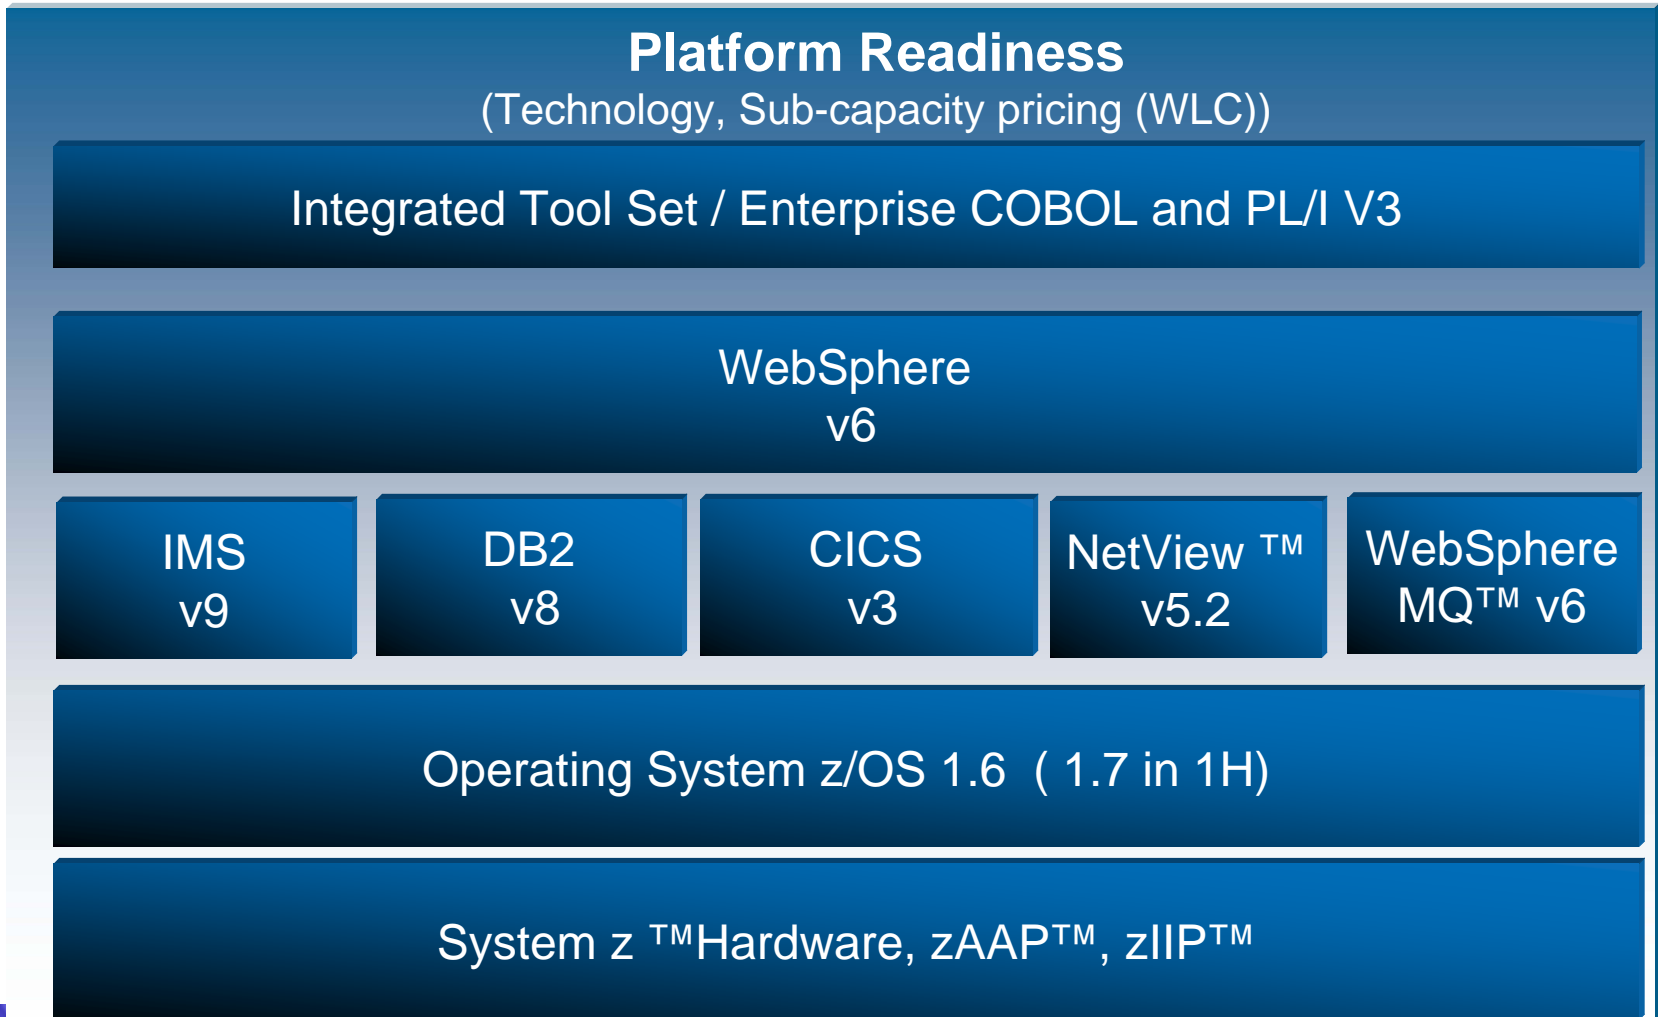 Platform Readiness
(Technology, Sub-capacity pricing (WLC))
Integrated Tool Set / Enterprise COBOL and PL/I V3
WebSphere
v6
IMS
v9
DB2
v8
CICS
v3
NetView ™
v5.2
WebSphere
MQ™ v6
Operating System z/OS 1.6  ( 1.7 in 1H)
System z ™Hardware, zAAP™, zIIP™